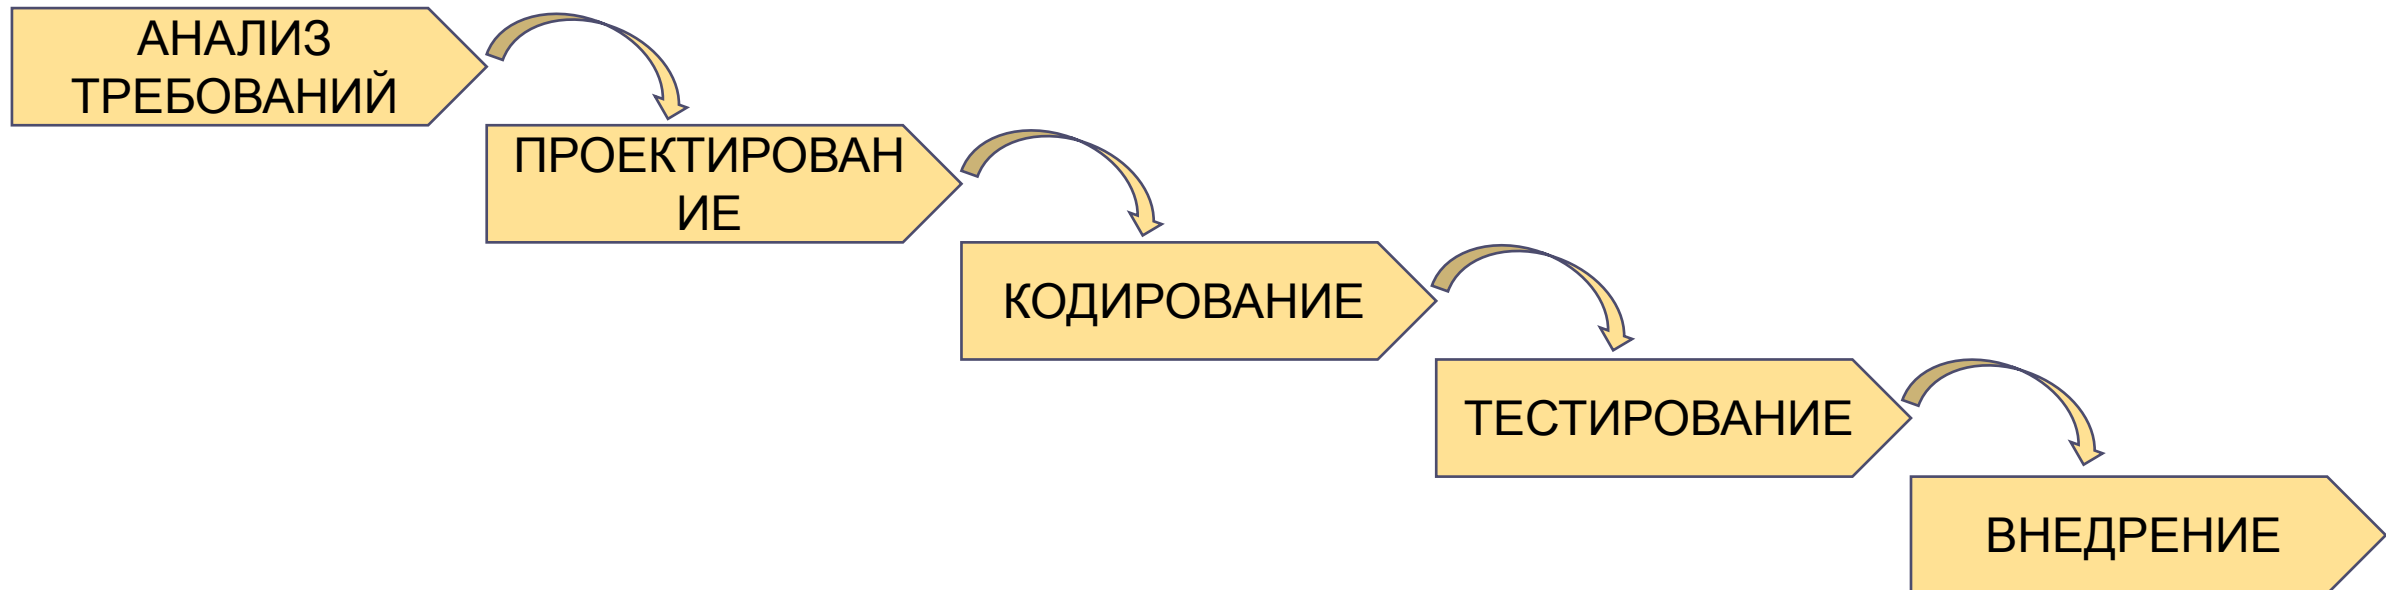 АНАЛИЗ
ТРЕБОВАНИЙ
ПРОЕКТИРОВАН
ИЕ
КОДИРОВАНИЕ
ТЕСТИРОВАНИЕ
ВНЕДРЕНИЕ